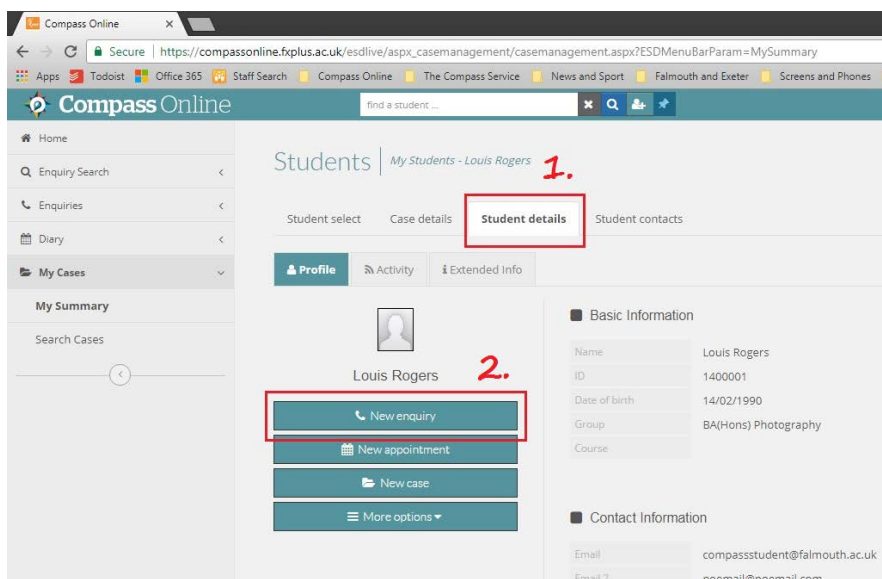 Compass Online
Secure | https://compassonline.fxplus.ac.uk/esdlive/aspx_casemanagement/casemanagement.aspx?ESDMenuBarParam=MySummary
Apps Todoist Office 365 Staff Search Compass Online The Compass Service News and Sport Falmouth and Exeter Screens and Phones
Compass Online find a student ...
Home
Enquiry Search
Enquiries
Diary
My Cases
My Summary
Search Cases
Students | My Students - Louis Rogers 1.
Student select Case details Student details Student contacts
Profile Activity Extended Info
Louis Rogers 2.
New enquiry
New appointment
New case
More options
Basic Information
Name Louis Rogers
ID 1400001
Date of birth 14/02/1990
Group BA(Hons) Photography
Course
Contact Information
Email compassstudent@falmouth.ac.uk
Email 2